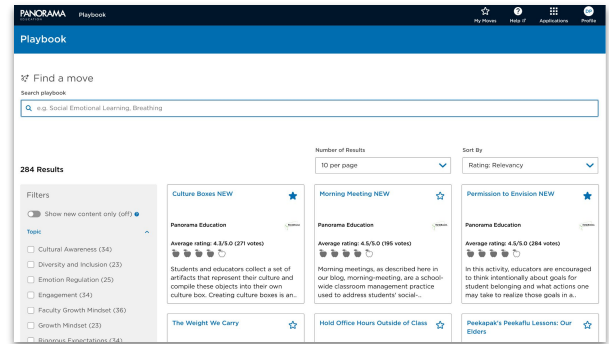 PANORAMA
EDUCATION
Playbook
My Moves
Help
Applications
DP
Profile
Playbook
Find a move
Search playbook
e.g. Social Emotional Learning, Breathing
Number of Results
Sort By
284 Results
10 per page
Rating: Relevancy
Filters
Show new content only (off)
Topic
Cultural Awareness (34)
Diversity and Inclusion (23)
Emotion Regulation (25)
Engagement (34)
Faculty Growth Mindset (36)
Growth Mindset (23)
Rigorous Expectations (34)
Culture Boxes NEW
Panorama Education
Average rating: 4.3/5.0 (271 votes)
Students and educators collect a set of
artifacts that represent their culture and
compile these objects into their own
culture box. Creating culture boxes is an...
Morning Meeting NEW
Panorama Education
Average rating: 4.5/5.0 (195 votes)
Morning meetings, as described here in
our blog, morning-meeting, are a school-
wide classroom management practice
used to address students' social-...
Permission to Envision NEW
Panorama Education
Average rating: 4.5/5.0 (284 votes)
In this activity, educators are encouraged
to think intentionally about goals for
student belonging and what actions one
may take to realize those goals in a...
The Weight We Carry
Hold Office Hours Outside of Class
Peekapak's Peekaflu Lessons: Our
Elders